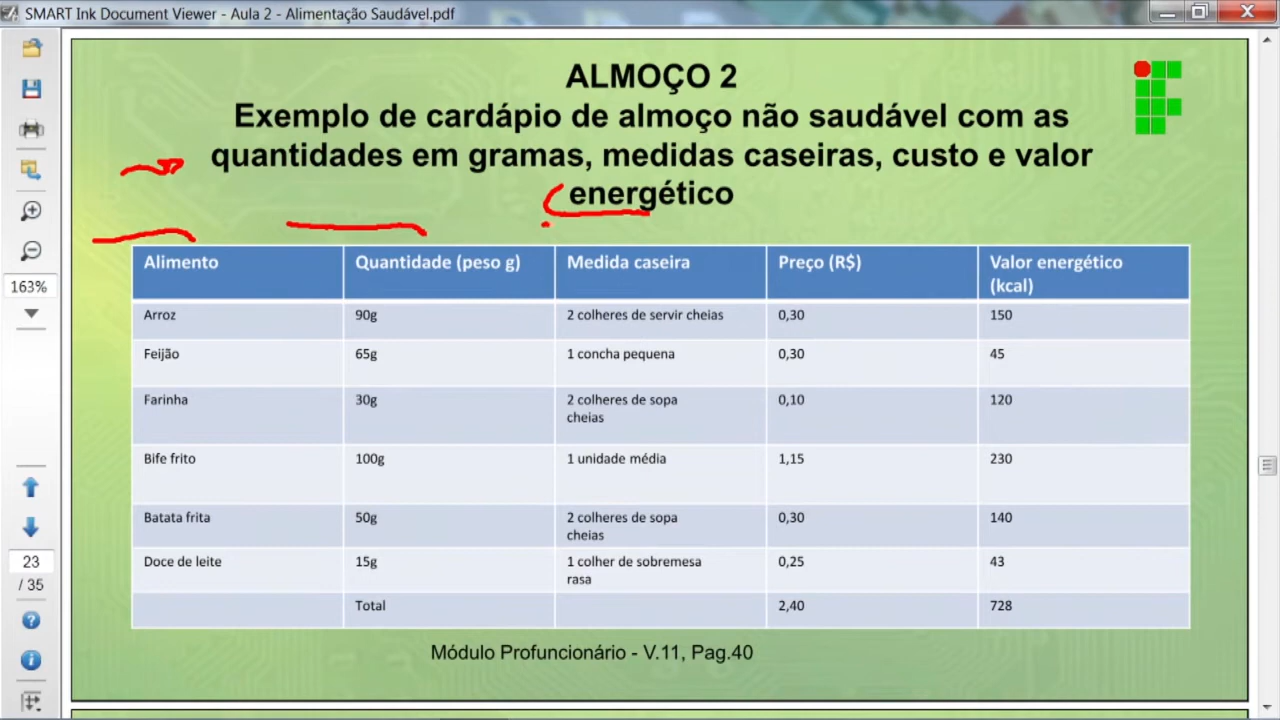 SMART Ink Document Viewer - Aula 2 - Alimentação Saudável.pdf
ALMOÇO 2
Exemplo de cardápio de almoço não saudável com as
quantidades em gramas, medidas caseiras, custo e valor
energético
163%
23
/ 35
Alimento Quantidade (peso g) Medida caseira Preço (R$) Valor energético
(kcal)
Arroz 90g 2 colheres de servir cheias 0,30 150
Feijão 65g 1 concha pequena 0,30 45
Farinha 30g 2 colheres de sopa 0,10 120
cheias
Bife frito 100g 1 unidade média 1,15 230
Batata frita 50g 2 colheres de sopa 0,30 140
cheias
Doce de leite 15g 1 colher de sobremesa 0,25 43
rasa
Total 2,40 728
Módulo Profuncionário - V.11, Pag.40